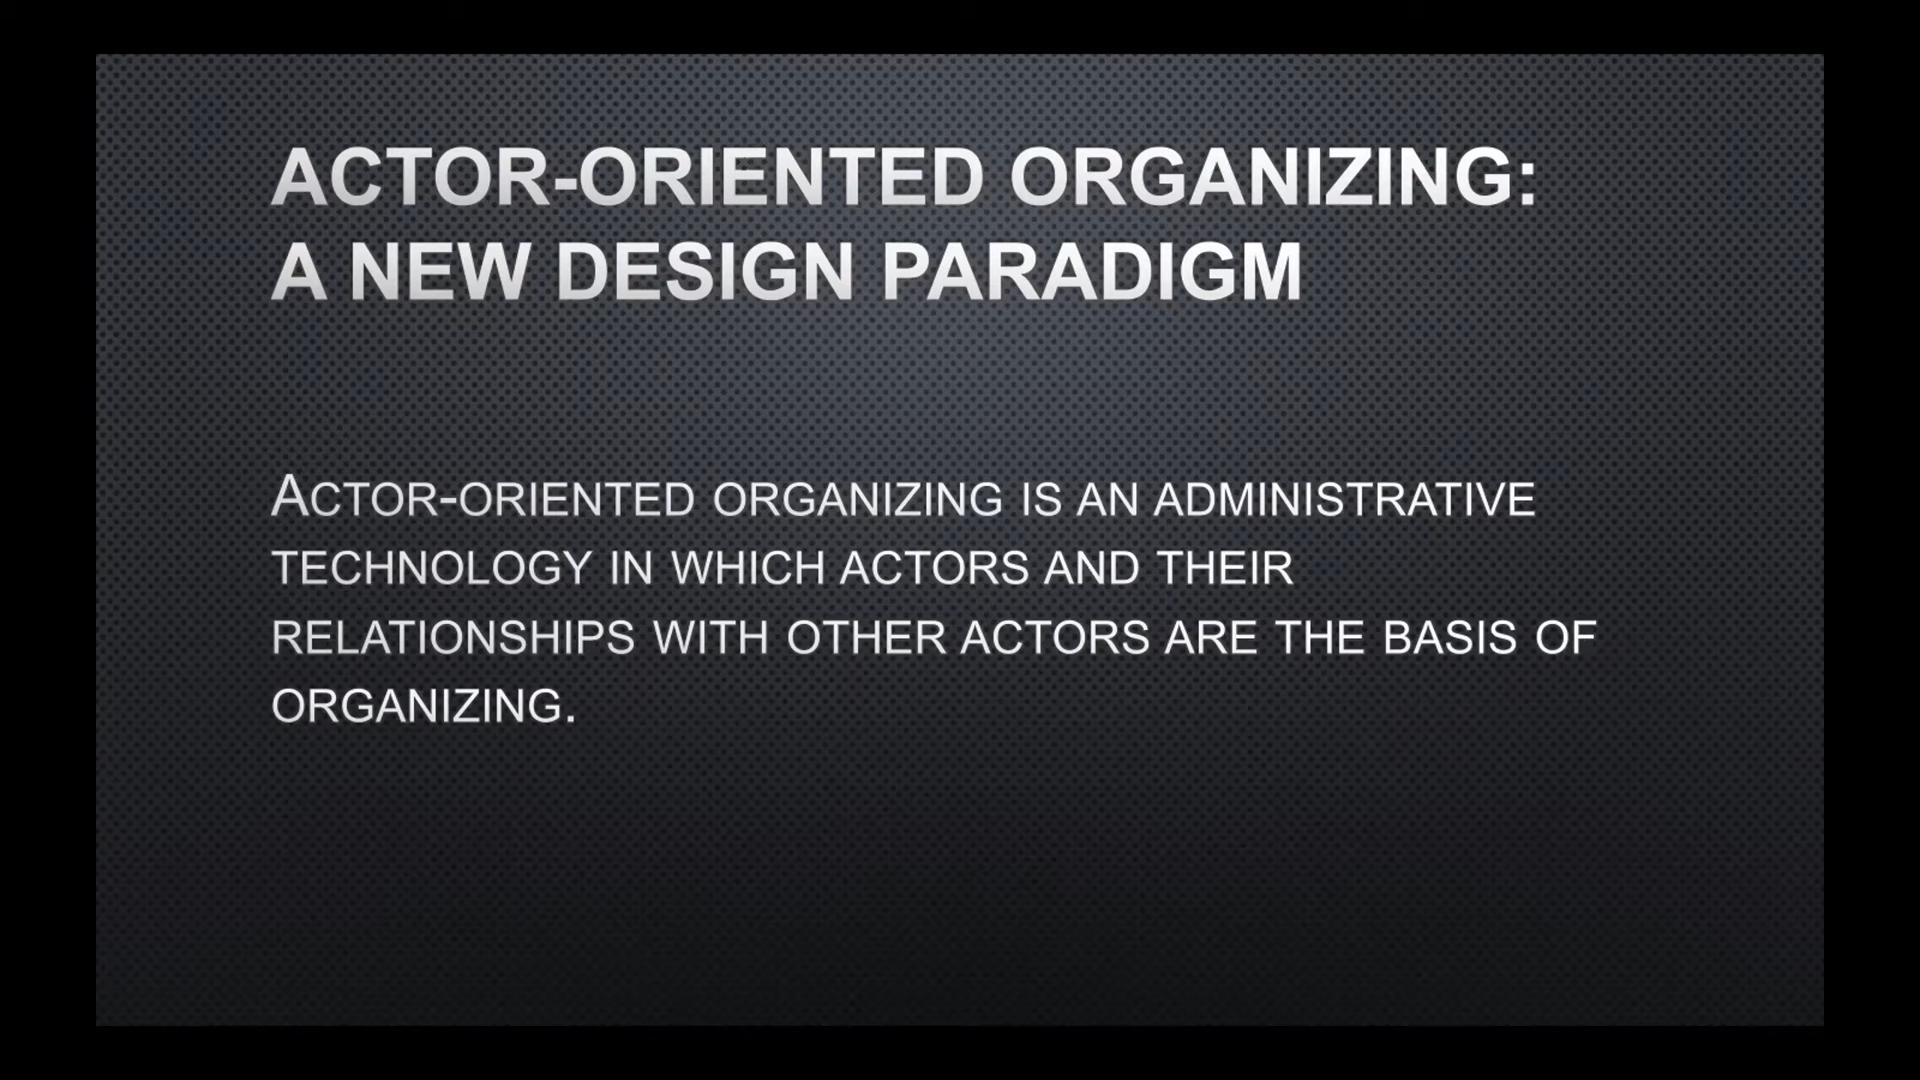 ACTOR-ORIENTED ORGANIZING:
A NEW DESIGN PARADIGM
ACTOR-ORIENTED ORGANIZING IS AN ADMINISTRATIVE
TECHNOLOGY IN WHICH ACTORS AND THEIR
RELATIONSHIPS WITH OTHER ACTORS ARE THE BASIS OF
ORGANIZING.